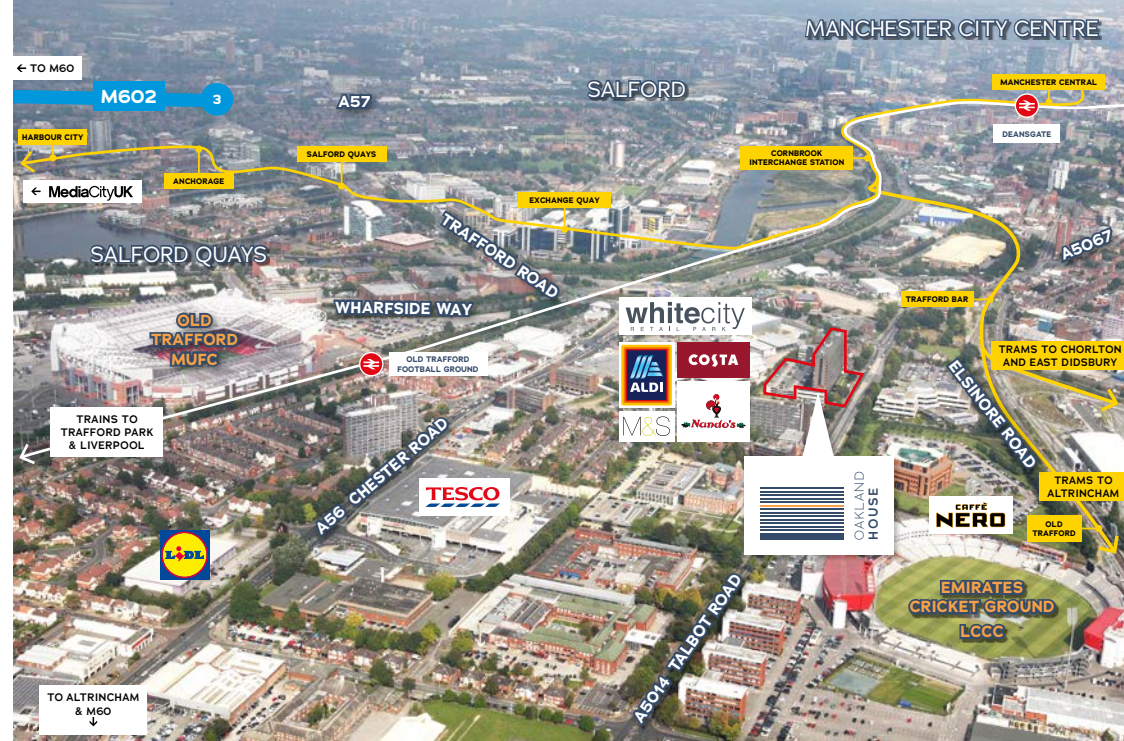 MANCHESTER CITY CENTRE
← TO M60
M602
3
A57
SALFORD
MANCHESTER CENTRAL
DEANSGATE
HARBOUR CITY
ANCHORAGE
SALFORD QUAYS
CORNBROOK
INTERCHANGE STATION
← MediaCityUK
EXCHANGE QUAY
SALFORD QUAYS
TRAFFORD ROAD
A5067
WHARFSIDE WAY
TRAFFORD BAR
OLD
TRAFFORD
MUFC
whitecity
RETAIL PARK
OLD TRAFFORD
FOOTBALL GROUND
ALDI
COSTA
M&S
Nando's
TRAMS TO CHORLTON
AND EAST DIDSBURY
ELSINORE ROAD
TRAINS TO
TRAFFORD PARK
& LIVERPOOL
A56 CHESTER ROAD
TESCO
OAKLAND
HOUSE
TRAMS TO
ALTRINCHAM
CAFFÈ
NERO
OLD
TRAFFORD
LIDL
EMIRATES
CRICKET GROUND
LCCC
A5014 TALBOT ROAD
TO ALTRINCHAM
& M60
↓